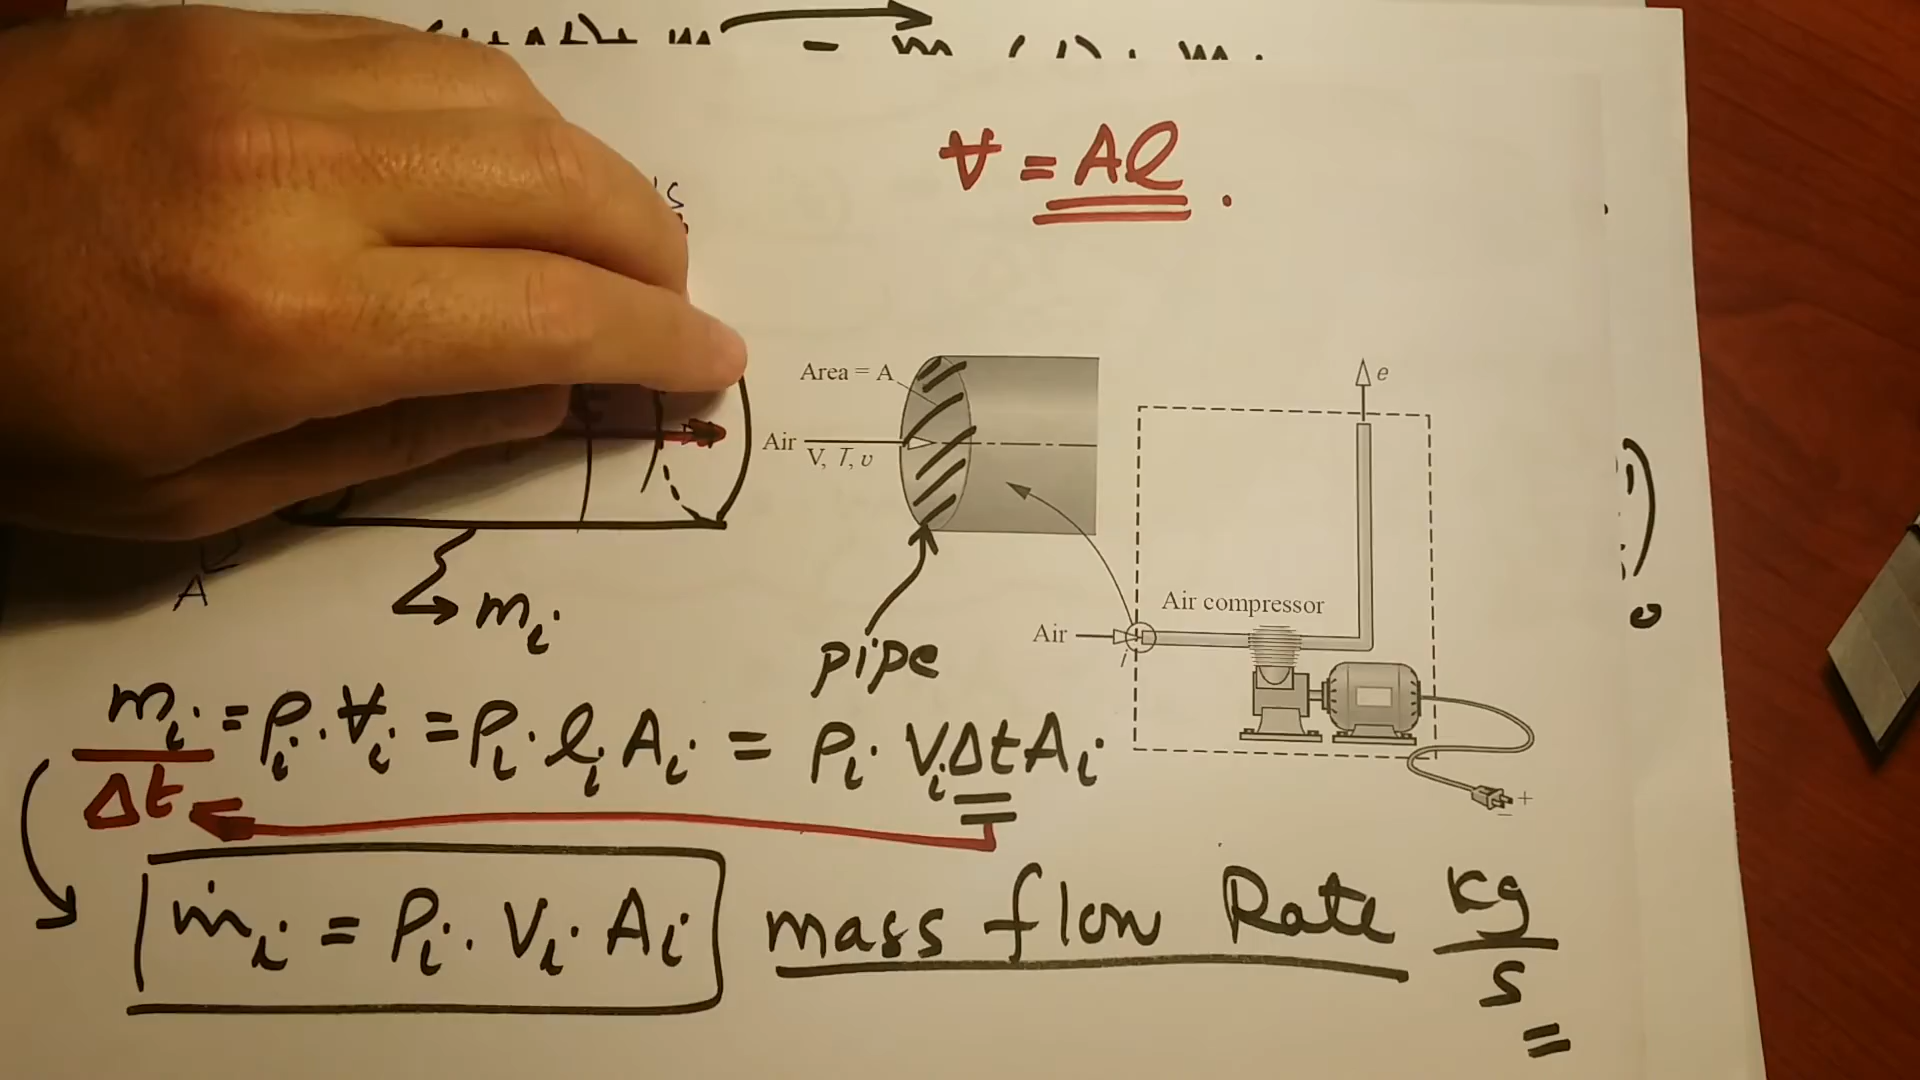 ∀ = Al .
Area = A
Air
V, T, υ
e
A
mᵢ
pipe
Air compressor
Air
i
mᵢ/Δt = ρᵢ · ∀ᵢ = ρᵢ · lᵢ Aᵢ = ρᵢ · Vᵢ Δt Aᵢ
ṁᵢ = ρᵢ · Vᵢ · Aᵢ mass flow Rate kg/s